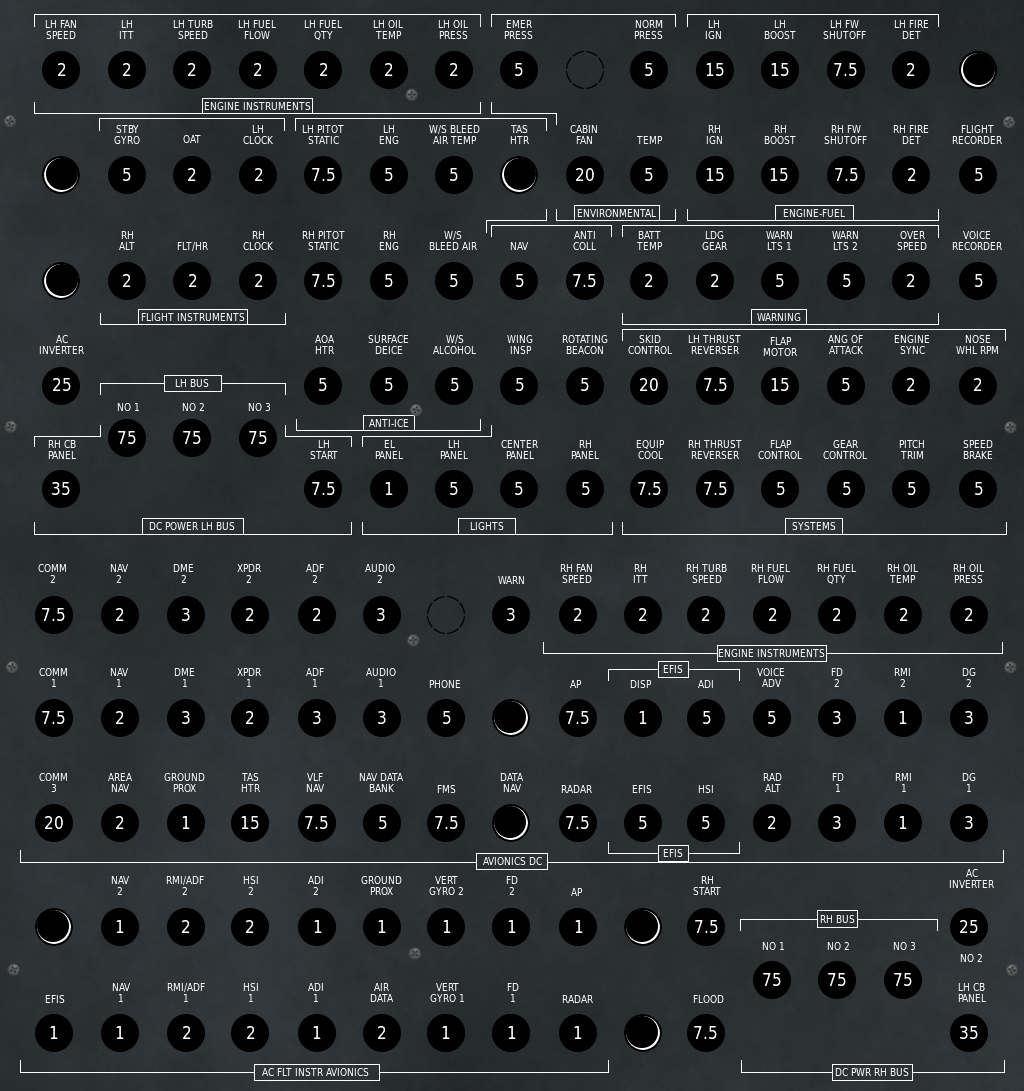 LH FAN LH LH TURB LH FUEL LH FUEL LH OIL LH OIL EMER NORM LH LH LH FW LH FIRE
SPEED ITT SPEED FLOW QTY TEMP PRESS PRESS PRESS IGN BOOST SHUTOFF DET
2 2 2 2 2 2 2 5 5 15 15 7.5 2
ENGINE INSTRUMENTS
STBY OAT LH LH PITOT LH W/S BLEED TAS CABIN TEMP RH RH RH FW RH FIRE FLIGHT
GYRO CLOCK STATIC ENG AIR TEMP HTR FAN IGN BOOST SHUTOFF DET RECORDER
5 2 2 7.5 5 5 20 5 15 15 7.5 2 5
ENVIRONMENTAL ENGINE-FUEL
RH FLT/HR RH RH PITOT RH W/S NAV ANTI BATT LDG WARN WARN OVER VOICE
ALT CLOCK STATIC ENG BLEED AIR COLL TEMP GEAR LTS 1 LTS 2 SPEED RECORDER
2 2 2 7.5 5 5 5 7.5 2 2 5 5 2 5
FLIGHT INSTRUMENTS WARNING
AC AOA SURFACE W/S WING ROTATING SKID LH THRUST FLAP ANG OF ENGINE NOSE
INVERTER HTR DEICE ALCOHOL INSP BEACON CONTROL REVERSER MOTOR ATTACK SYNC WHL RPM
25 5 5 5 5 5 20 7.5 15 5 2 2
LH BUS
NO 1 NO 2 NO 3
ANTI-ICE
75 75 75
RH CB LH EL LH CENTER RH EQUIP RH THRUST FLAP GEAR PITCH SPEED
PANEL START PANEL PANEL PANEL PANEL COOL REVERSER CONTROL CONTROL TRIM BRAKE
35 7.5 1 5 5 5 7.5 7.5 5 5 5 5
DC POWER LH BUS LIGHTS SYSTEMS
COMM NAV DME XPDR ADF AUDIO WARN RH FAN RH RH TURB RH FUEL RH FUEL RH OIL RH OIL
2 2 2 2 2 2 SPEED ITT SPEED FLOW QTY TEMP PRESS
7.5 2 3 2 2 3 3 2 2 2 2 2 2 2
ENGINE INSTRUMENTS
EFIS
COMM NAV DME XPDR ADF AUDIO PHONE AP DISP ADI VOICE FD RMI DG
1 1 1 1 1 1 ADV 2 2 2
7.5 2 3 2 3 3 5 7.5 1 5 5 3 1 3
COMM AREA GROUND TAS VLF NAV DATA FMS DATA RADAR EFIS HSI RAD FD RMI DG
3 NAV PROX HTR NAV BANK NAV ALT 1 1 1
20 2 1 15 7.5 5 7.5 7.5 5 5 2 3 1 3
EFIS
AVIONICS DC
NAV RMI/ADF HSI ADI GROUND VERT FD AP RH AC
2 2 2 2 PROX GYRO 2 2 START INVERTER
1 2 2 1 1 1 1 1 7.5 25
RH BUS
NO 1 NO 2 NO 3 NO 2
75 75 75
EFIS NAV RMI/ADF HSI ADI AIR VERT FD RADAR FLOOD LH CB
1 1 1 1 DATA GYRO 1 1 PANEL
1 1 2 2 1 2 1 1 1 7.5 35
AC FLT INSTR AVIONICS DC PWR RH BUS